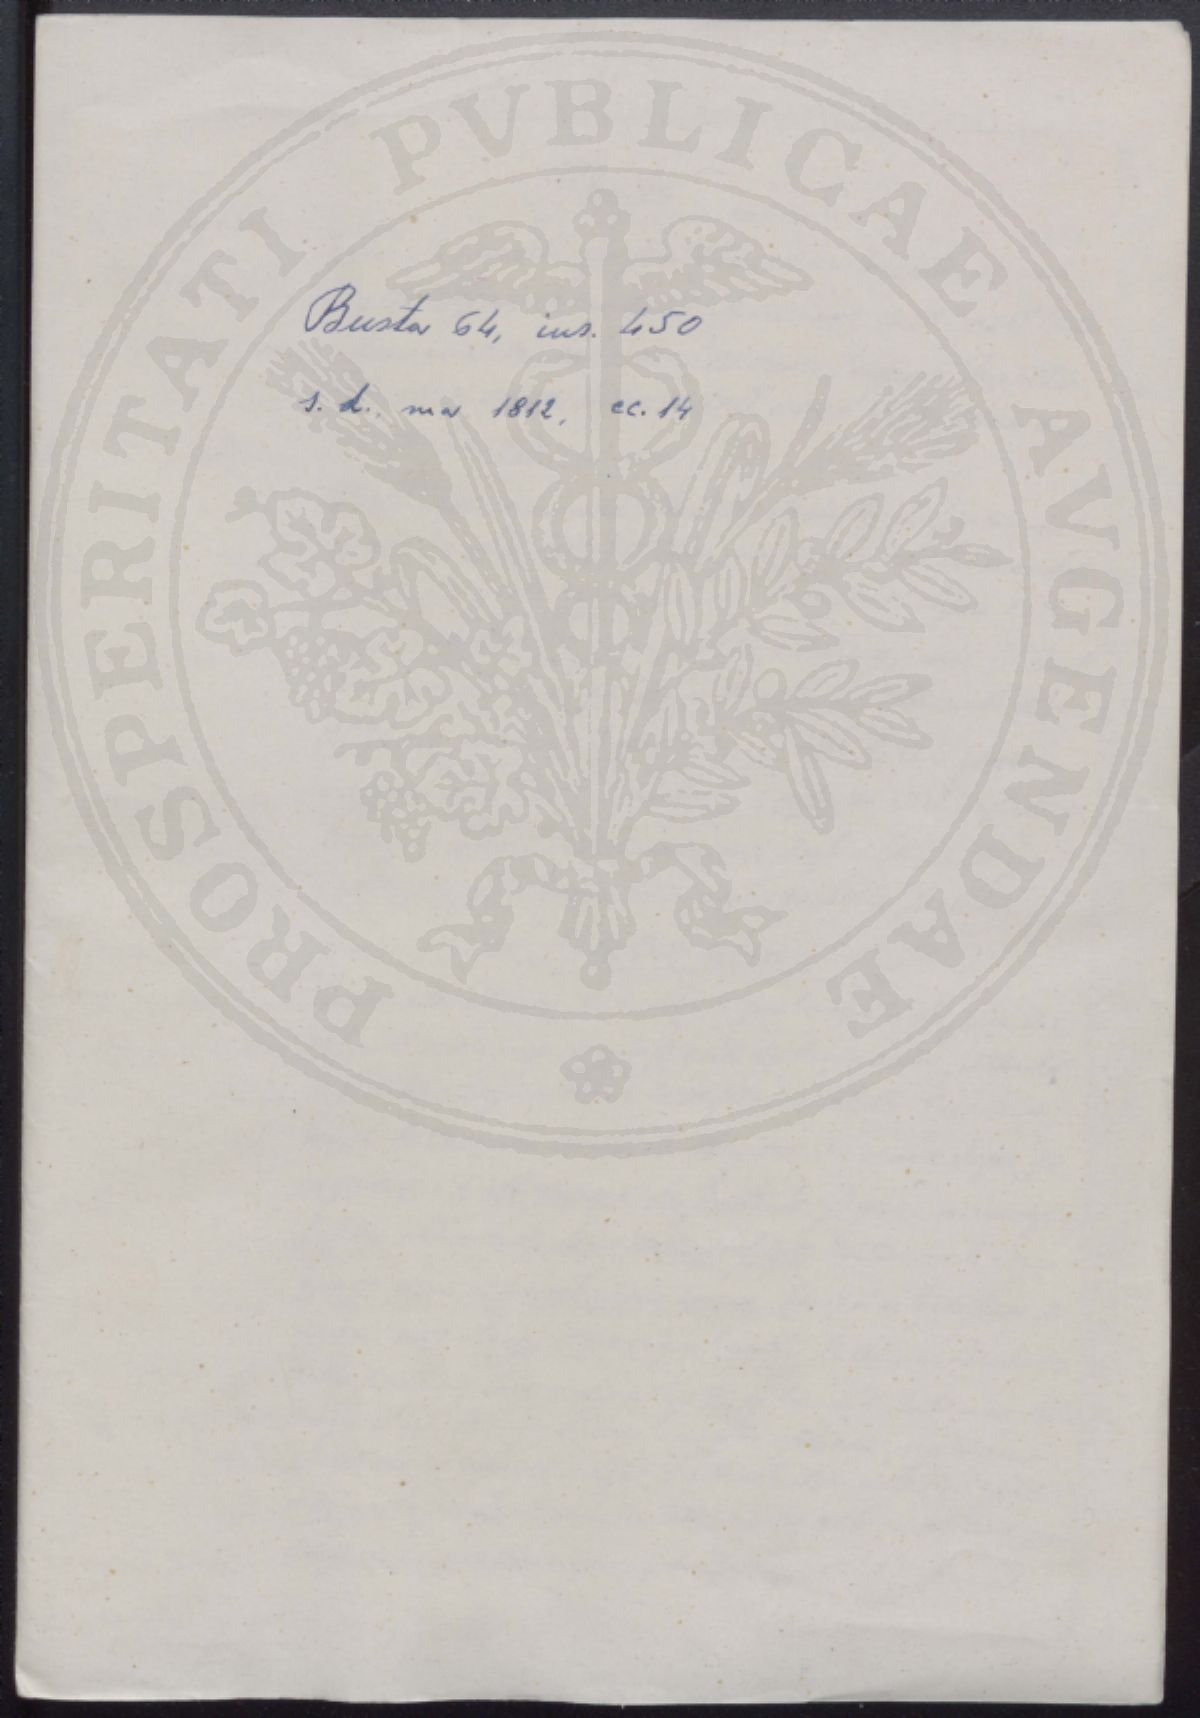 PROSPERITATI PVBLICAE AVGENDAE
Busta 64, ins. 450
s. d., ma 1812, cc. 14